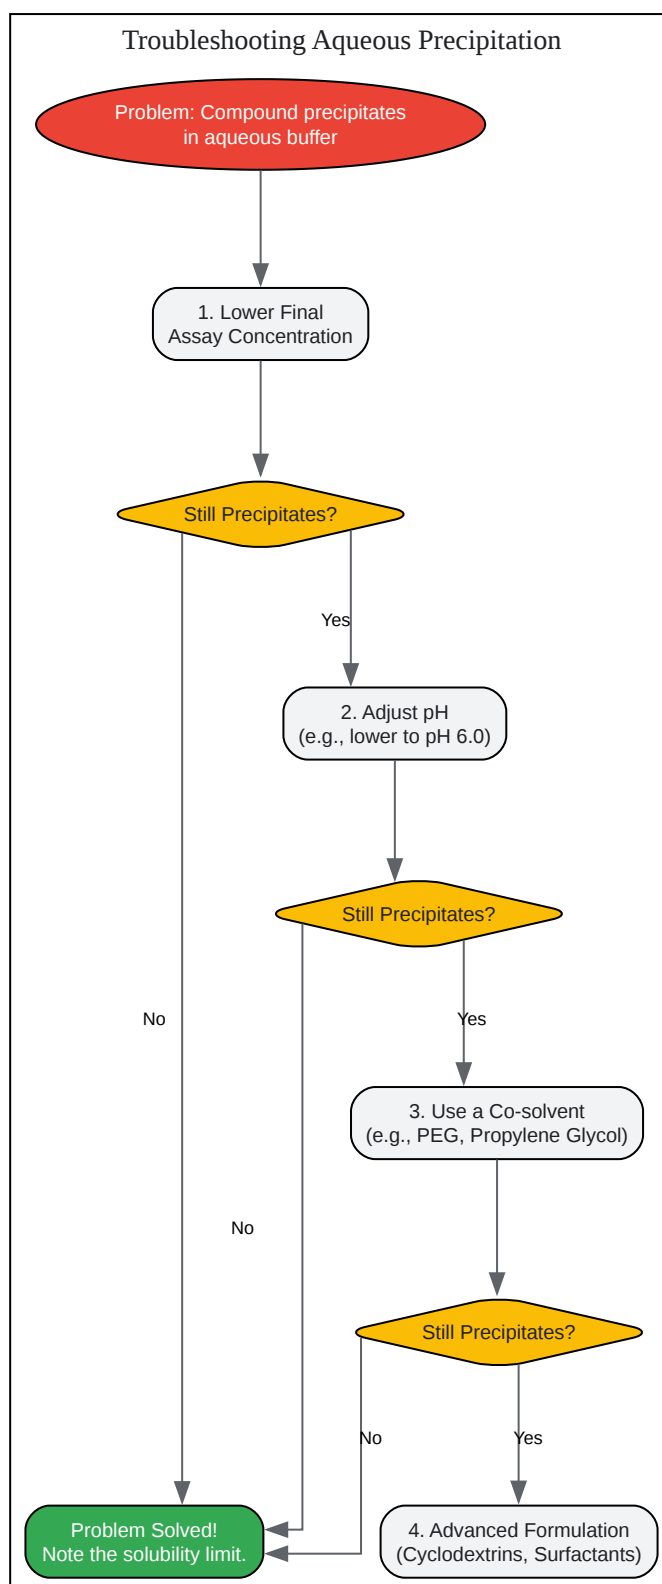 Troubleshooting Aqueous Precipitation
Problem: Compound precipitates
in aqueous buffer
1. Lower Final
Assay Concentration
Still Precipitates?
Yes
2. Adjust pH
(e.g., lower to pH 6.0)
Still Precipitates?
No
Yes
3. Use a Co-solvent
(e.g., PEG, Propylene Glycol)
No
Still Precipitates?
No
Yes
Problem Solved!
Note the solubility limit.
4. Advanced Formulation
(Cyclodextrins, Surfactants)